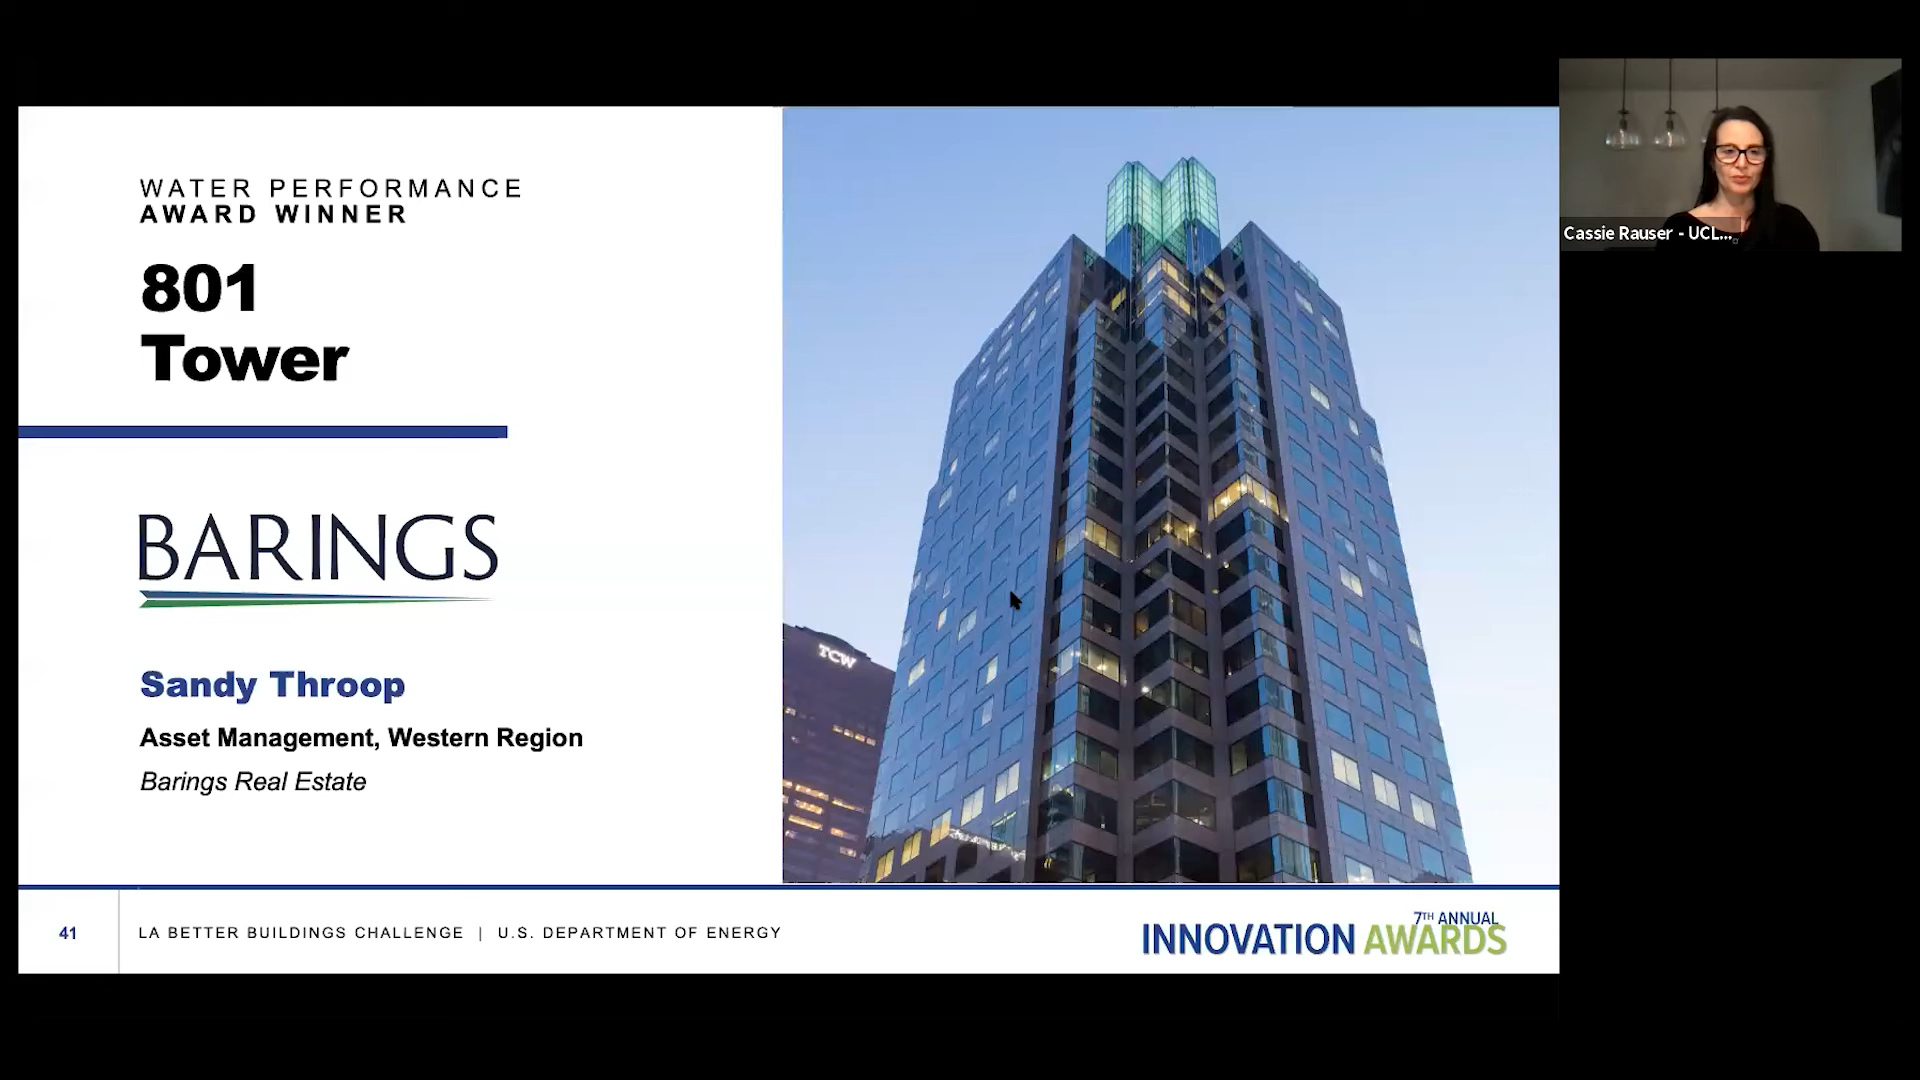 WATER PERFORMANCE
AWARD WINNER
801
Tower
BARINGS
Sandy Throop
Asset Management, Western Region
Barings Real Estate
TCW
41
LA BETTER BUILDINGS CHALLENGE | U.S. DEPARTMENT OF ENERGY
7TH ANNUAL
INNOVATION AWARDS
Cassie Rauser - UCL...